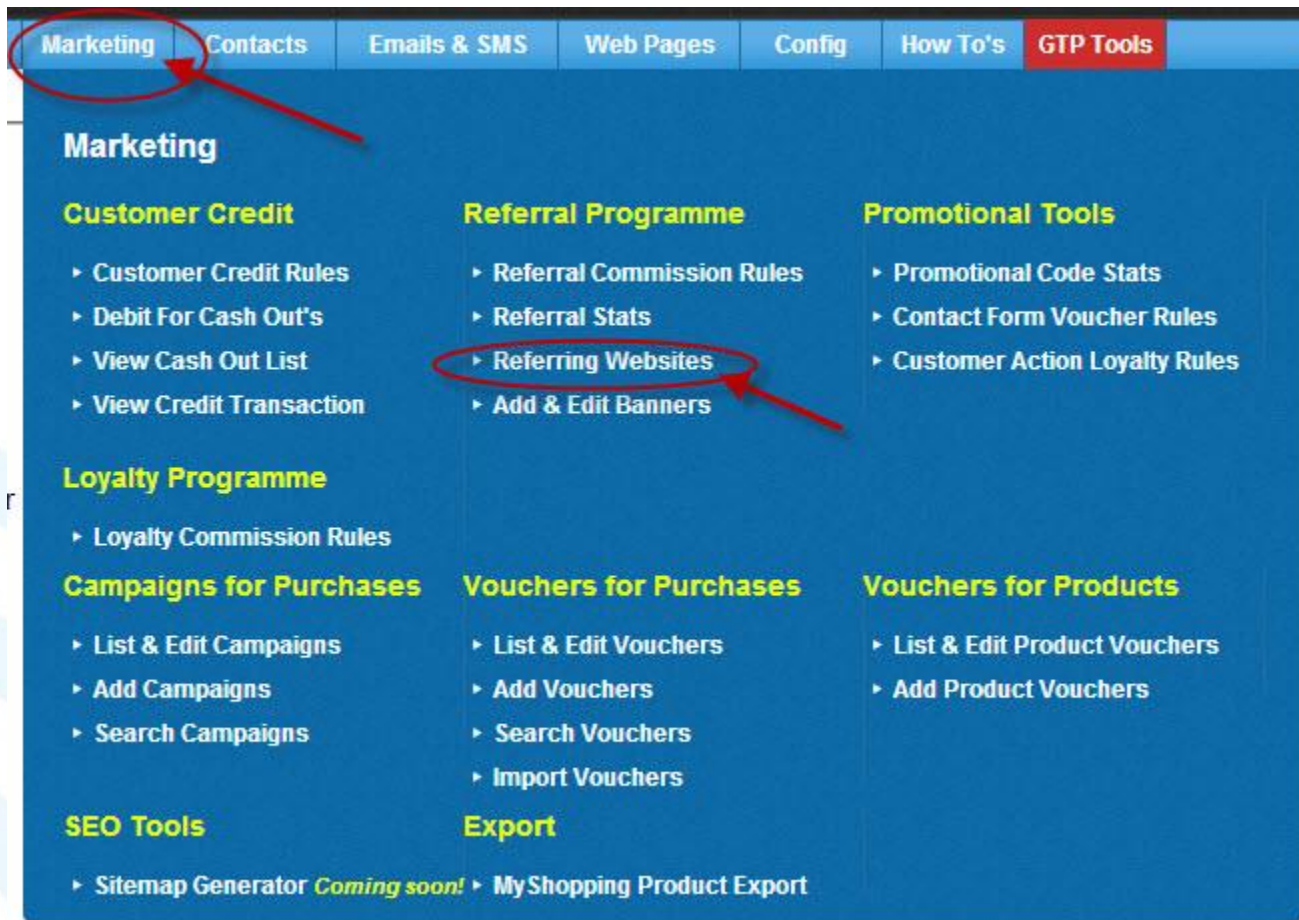 Marketing Contacts Emails & SMS Web Pages Config How To's GTP Tools
Marketing
Customer Credit
Customer Credit Rules
Debit For Cash Out's
View Cash Out List
View Credit Transaction
Referral Programme
Referral Commission Rules
Referral Stats
Referring Websites
Add & Edit Banners
Promotional Tools
Promotional Code Stats
Contact Form Voucher Rules
Customer Action Loyalty Rules
r
Loyalty Programme
Loyalty Commission Rules
Campaigns for Purchases
List & Edit Campaigns
Add Campaigns
Search Campaigns
Vouchers for Purchases
List & Edit Vouchers
Add Vouchers
Search Vouchers
Import Vouchers
Vouchers for Products
List & Edit Product Vouchers
Add Product Vouchers
SEO Tools
Sitemap Generator Coming soon!
Export
MyShopping Product Export